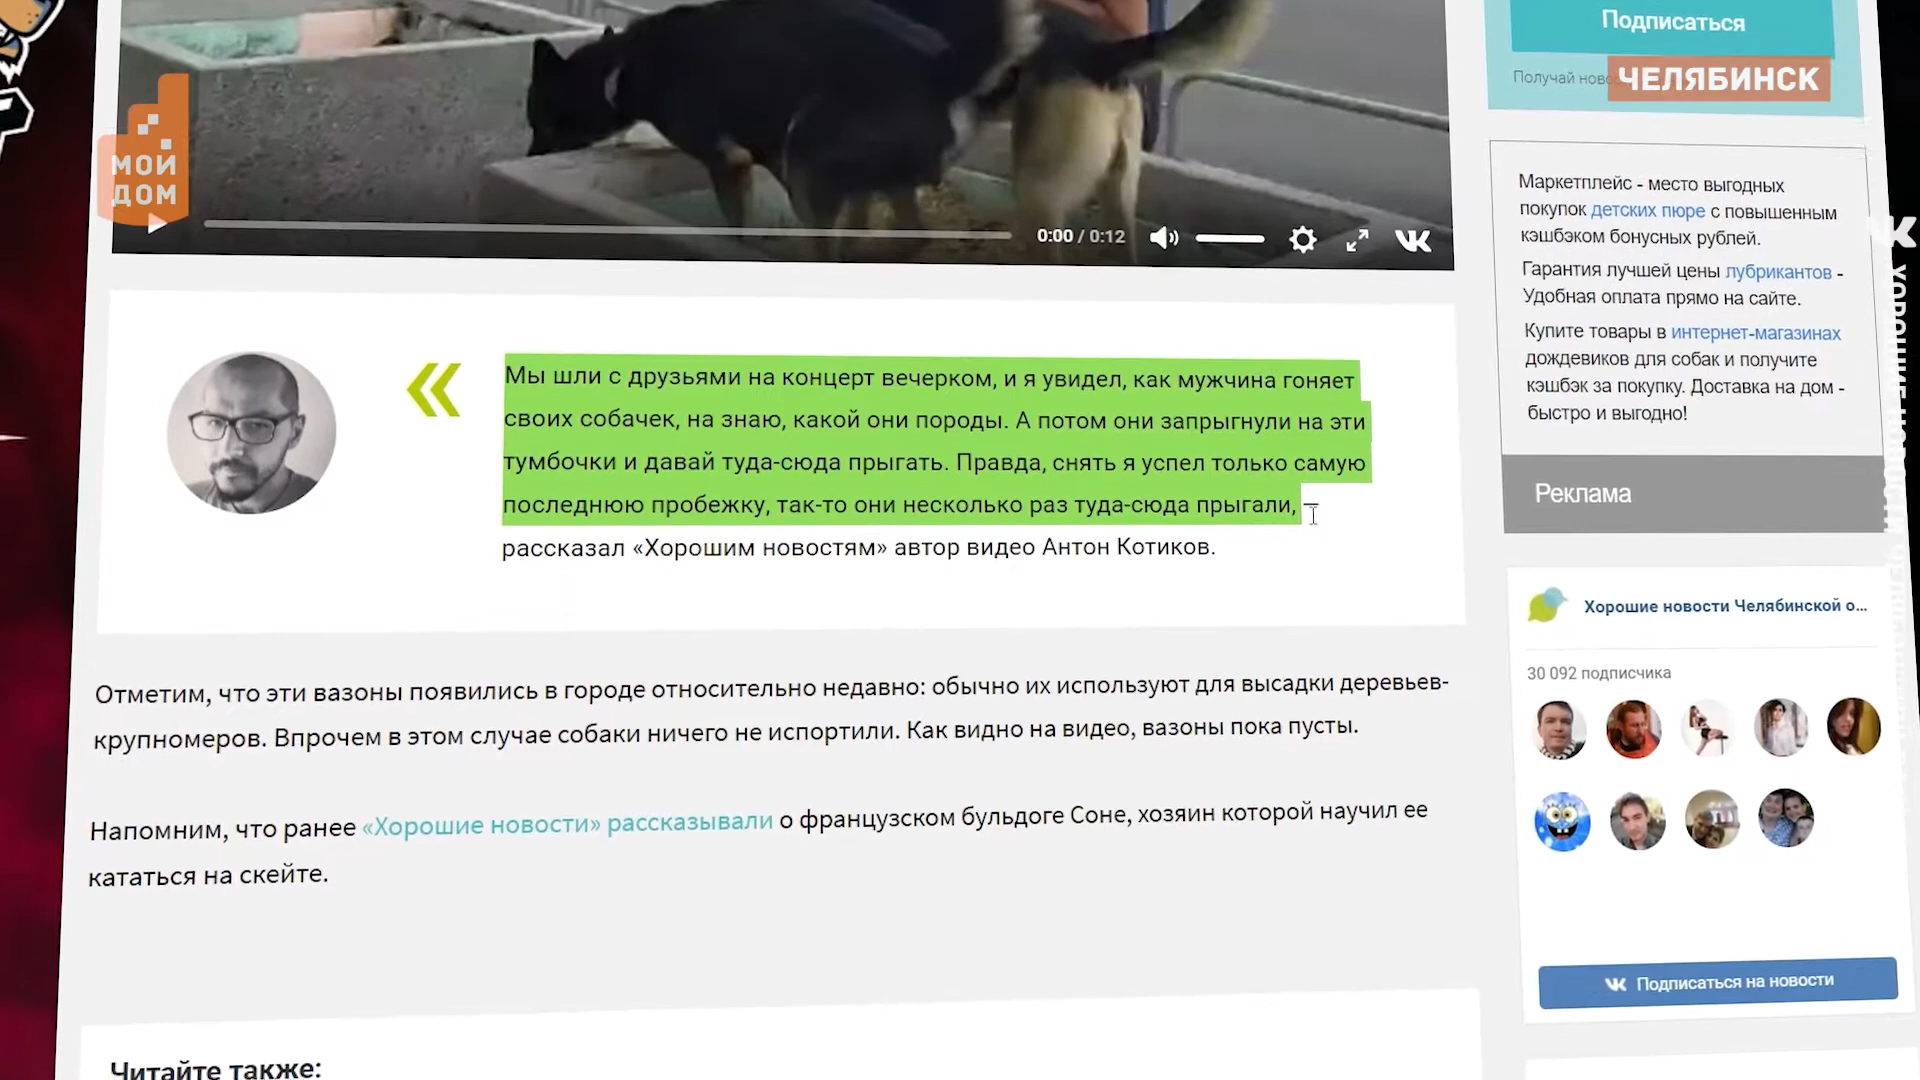 Подписаться
Получай ново
ЧЕЛЯБИНСК
МОЙ
ДОМ
0:00 / 0:12
Маркетплейс - место выгодных
покупок детских пюре с повышенным
кэшбэком бонусных рублей.
Гарантия лучшей цены лубрикантов -
Удобная оплата прямо на сайте.
Купите товары в интернет-магазинах
дождевиков для собак и получите
кэшбэк за покупку. Доставка на дом -
быстро и выгодно!
Реклама
Мы шли с друзьями на концерт вечерком, и я увидел, как мужчина гоняет
своих собачек, на знаю, какой они породы. А потом они запрыгнули на эти
тумбочки и давай туда-сюда прыгать. Правда, снять я успел только самую
последнюю пробежку, так-то они несколько раз туда-сюда прыгали, –
рассказал «Хорошим новостям» автор видео Антон Котиков.
Хорошие новости Челябинской о...
30 092 подписчика
Подписаться на новости
Отметим, что эти вазоны появились в городе относительно недавно: обычно их используют для высадки деревьев-
крупномеров. Впрочем в этом случае собаки ничего не испортили. Как видно на видео, вазоны пока пусты.
Напомним, что ранее «Хорошие новости» рассказывали о французском бульдоге Соне, хозяин которой научил ее
кататься на скейте.
Читайте также: